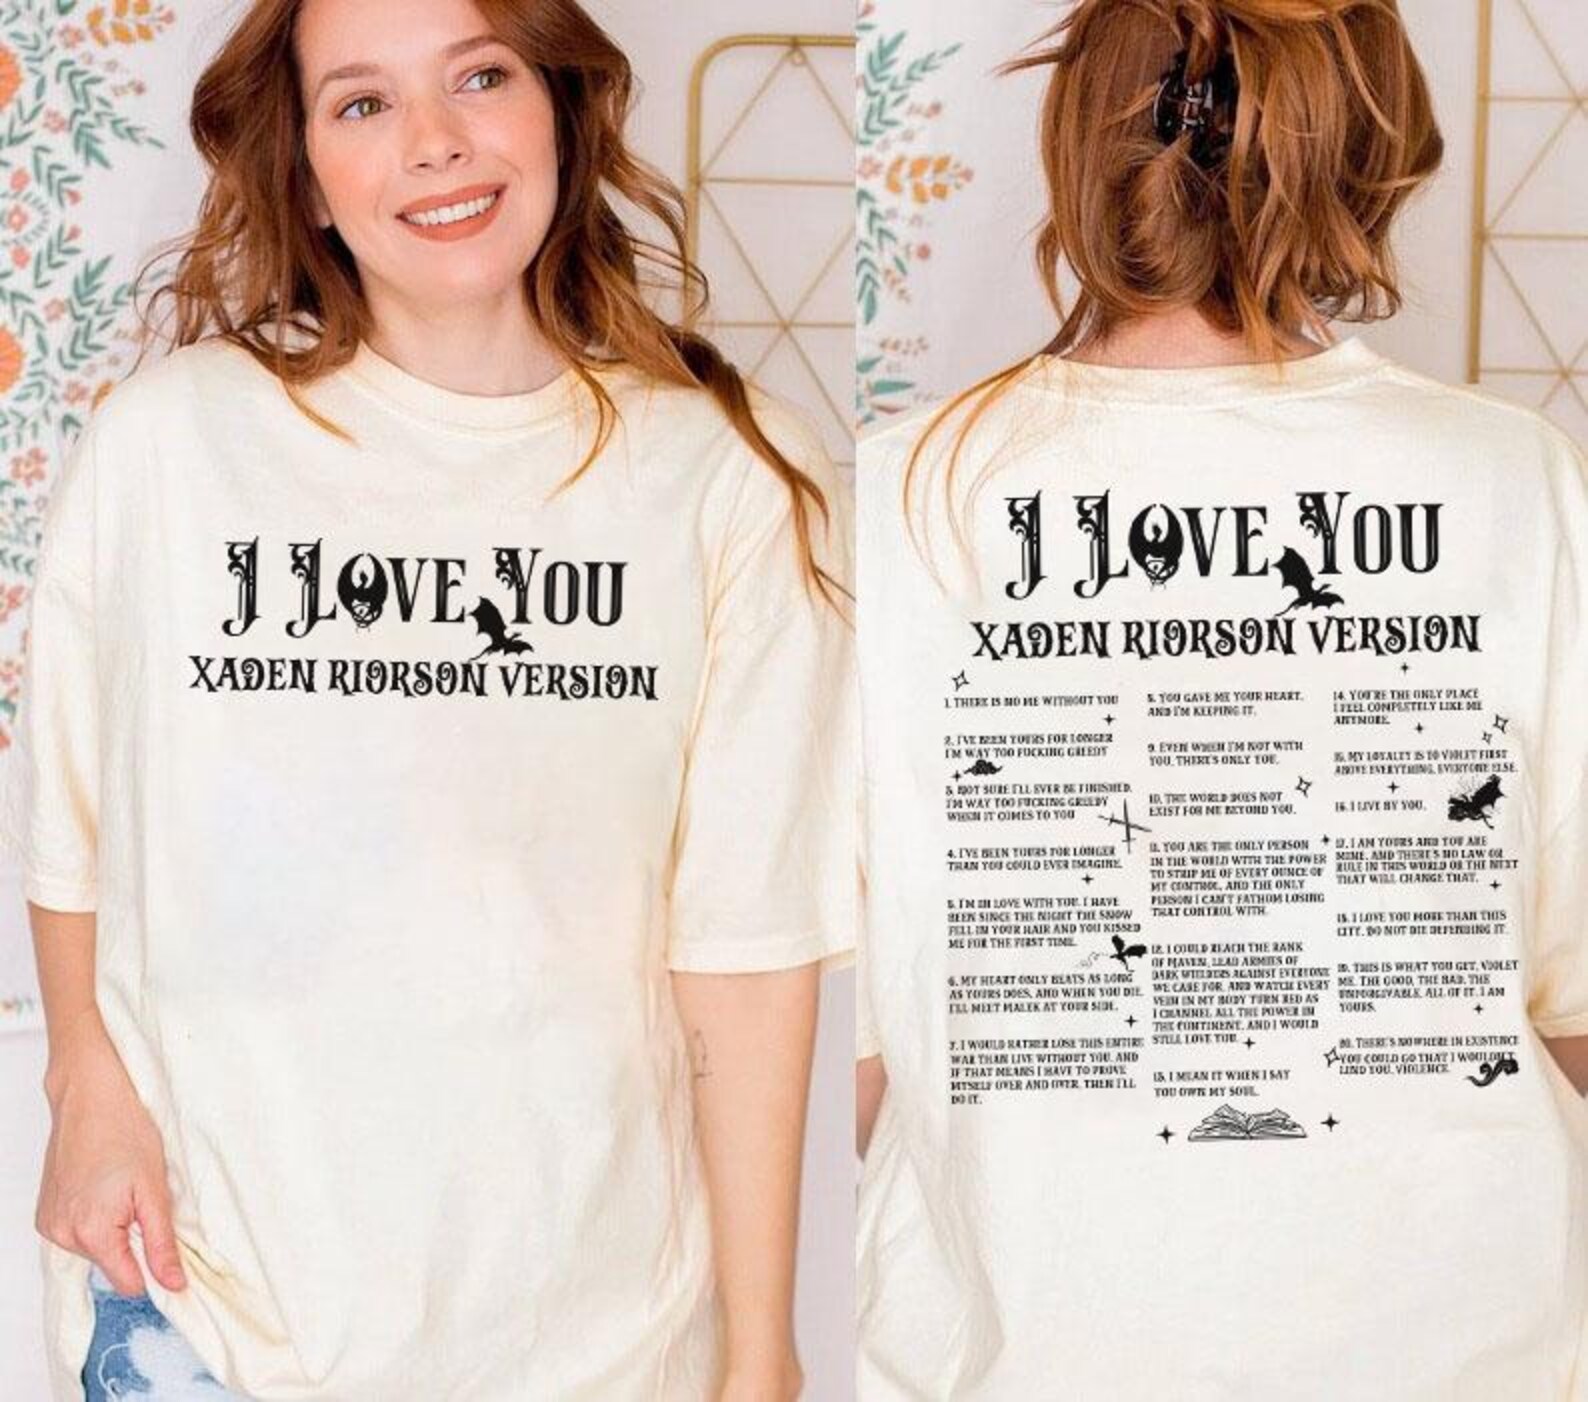 I LOVE YOU
XADEN RIORSON VERSION
I LOVE YOU
XADEN RIORSON VERSION
1. THERE IS NO ME WITHOUT YOU
2. I'VE BEEN YOURS FOR LONGER
I'M WAY TOO FUCKING GREEDY
3. NOT SURE I'LL EVER BE FINISHED.
I'M WAY TOO FUCKING GREEDY
WHEN IT COMES TO YOU
4. I'VE BEEN YOURS FOR LONGER
THAN YOU COULD EVER IMAGINE.
5. I'M IN LOVE WITH YOU. I HAVE
BEEN SINCE THE NIGHT THE SNOW
FELL IN YOUR HAIR AND YOU KISSED
ME FOR THE FIRST TIME.
6. MY HEART ONLY BEATS AS LONG
AS YOURS DOES, AND WHEN YOU DIE,
I'LL MEET MALEK AT YOUR SIDE.
7. I WOULD RATHER LOSE THIS ENTIRE
WAR THAN LIVE WITHOUT YOU, AND
IF THAT MEANS I HAVE TO PROVE
MYSELF OVER AND OVER, THEN I'LL
DO IT.
8. YOU GAVE ME YOUR HEART,
AND I'M KEEPING IT.
9. EVEN WHEN I'M NOT WITH
YOU, THERE'S ONLY YOU.
10. THE WORLD DOES NOT
EXIST FOR ME BEYOND YOU.
11. YOU ARE THE ONLY PERSON
IN THE WORLD WITH THE POWER
TO STRIP ME OF EVERY OUNCE OF
MY CONTROL, AND THE ONLY
PERSON I CAN'T FATHOM LOSING
THAT CONTROL WITH.
12. I COULD REACH THE RANK
OF MAVEN, LEAD ARMIES OF
DARK WIELDERS AGAINST EVERYONE
WE CARE FOR, AND WATCH EVERY
VEIN IN MY BODY TURN RED AS
I CHANNEL ALL THE POWER IN
THE CONTINENT, AND I WOULD
STILL LOVE YOU.
13. I MEAN IT WHEN I SAY
YOU OWN MY SOUL.
14. YOU'RE THE ONLY PLACE
I FEEL COMPLETELY LIKE ME
ANYMORE.
15. MY LOYALTY IS TO VIOLET FIRST
ABOVE EVERYTHING, EVERYONE ELSE.
16. I LIVE BY YOU.
17. I AM YOURS AND YOU ARE
MINE, AND THERE'S NO LAW OR
RULE IN THIS WORLD OR THE NEXT
THAT WILL CHANGE THAT.
18. I LOVE YOU MORE THAN THIS
CITY. DO NOT DIE DEFENDING IT.
19. THIS IS WHAT YOU GET, VIOLET
ME. THE GOOD, THE BAD, THE
UNFORGIVABLE. ALL OF IT. I AM
YOURS.
20. THERE'S NOWHERE IN EXISTENCE
YOU COULD GO THAT I WOULDN'T
FIND YOU, VIOLENCE.